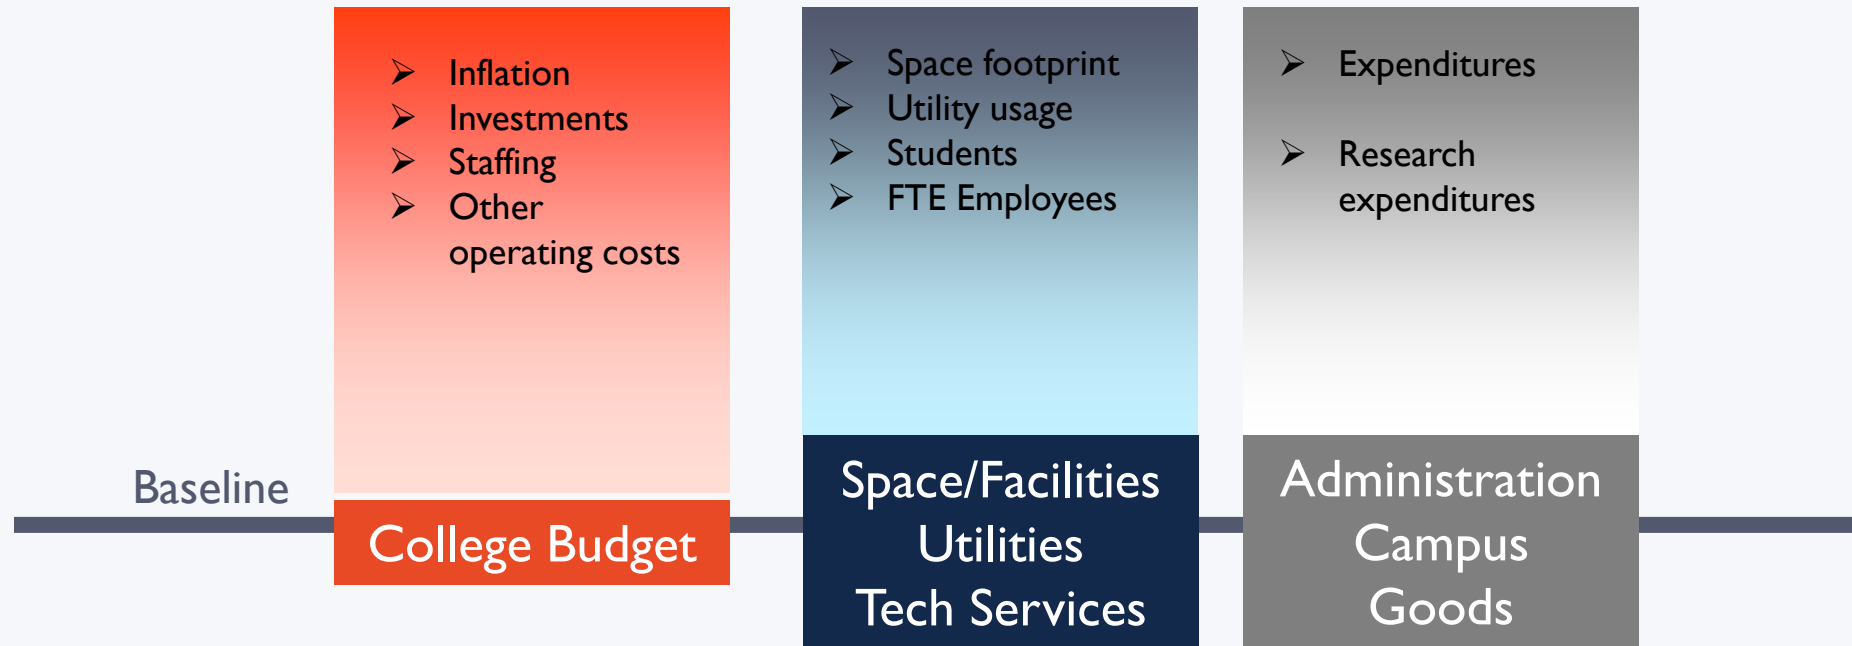 Inflation
Investments
Staffing
Other
operating costs
Space footprint
Utility usage
Students
FTE Employees
Expenditures
Research
expenditures
Baseline
College Budget
Space/Facilities
Utilities
Tech Services
Administration
Campus
Goods